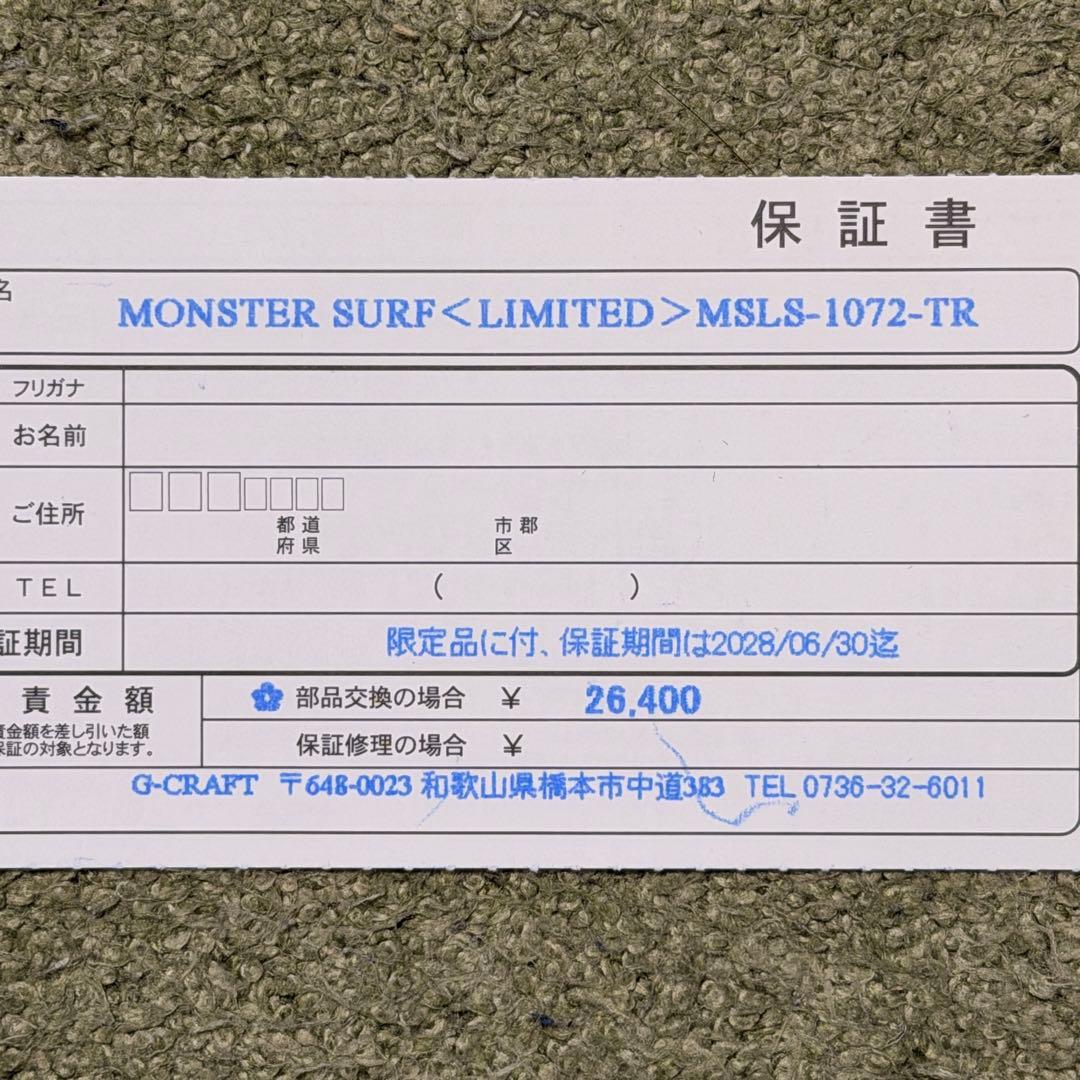 保証書
名
MONSTER SURF＜LIMITED＞MSLS-1072-TR
フリガナ
お名前
ご住所
都道
府県
市郡
区
TEL ( )
証期間 限定品に付、保証期間は2028/06/30迄
責金額
責金額を差し引いた額
保証の対象となります。
部品交換の場合 ¥ 26,400
保証修理の場合 ¥
G-CRAFT 〒648-0023 和歌山県橋本市中道383 TEL 0736-32-6011